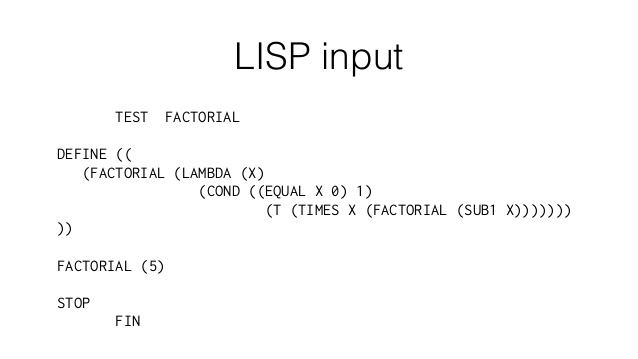 LISP input
TEST  FACTORIAL
DEFINE ((
(FACTORIAL (LAMBDA (X)
(COND ((EQUAL X 0) 1)
(T (TIMES X (FACTORIAL (SUB1 X)))))))
))
FACTORIAL (5)
STOP
FIN